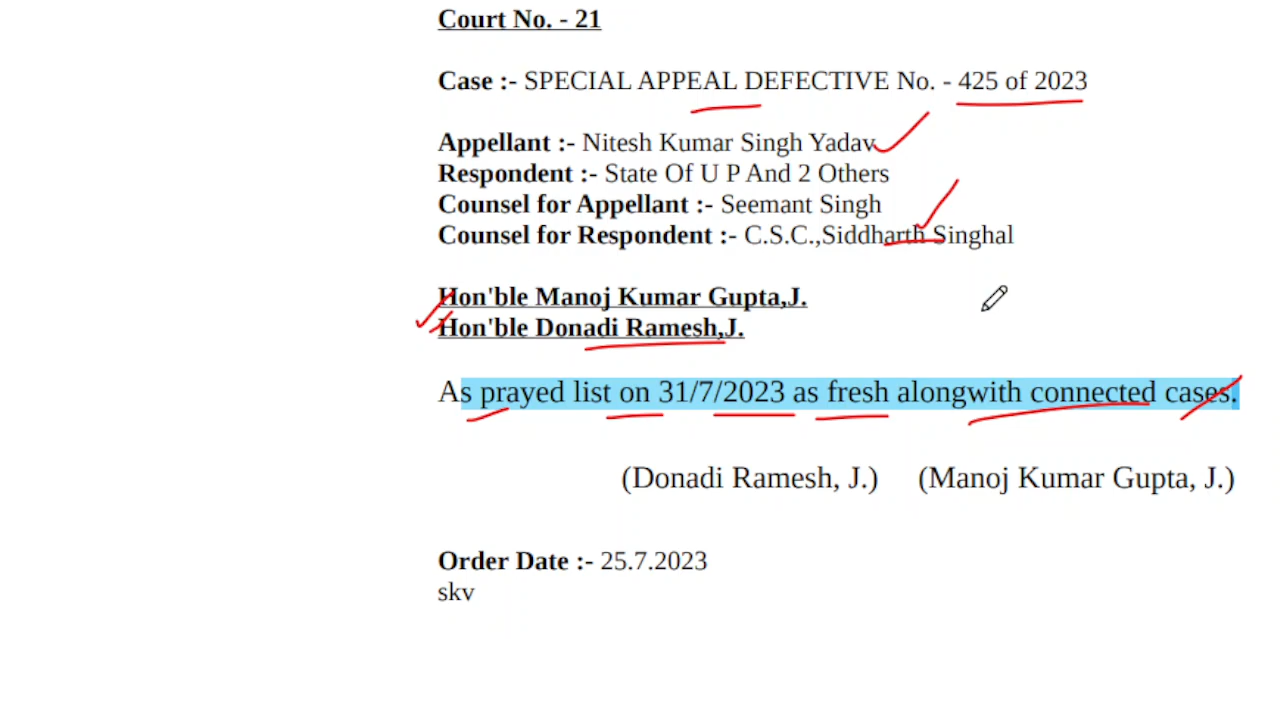 Court No. - 21
Case :- SPECIAL APPEAL DEFECTIVE No. - 425 of 2023
Appellant :- Nitesh Kumar Singh Yadav
Respondent :- State Of U P And 2 Others
Counsel for Appellant :- Seemant Singh
Counsel for Respondent :- C.S.C.,Siddharth Singhal
Hon'ble Manoj Kumar Gupta,J.
Hon'ble Donadi Ramesh,J.
As prayed list on 31/7/2023 as fresh alongwith connected cases.
(Donadi Ramesh, J.) (Manoj Kumar Gupta, J.)
Order Date :- 25.7.2023
skv